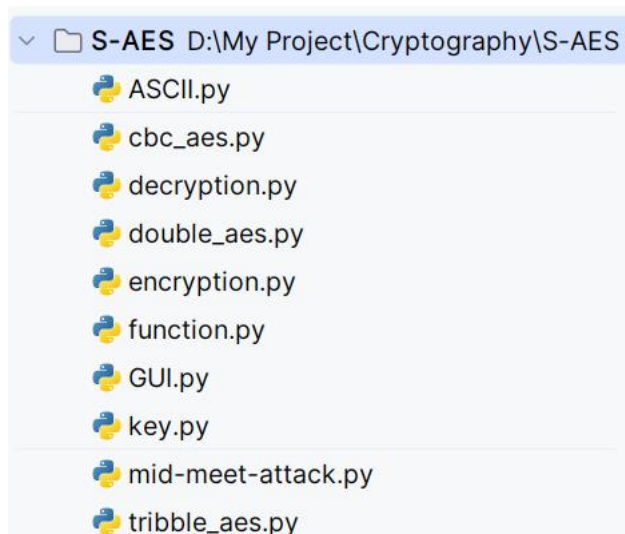 S-AES D:\My Project\Cryptography\S-AES
ASCII.py
cbc_aes.py
decryption.py
double_aes.py
encryption.py
function.py
GUI.py
key.py
mid-meet-attack.py
tribble_aes.py